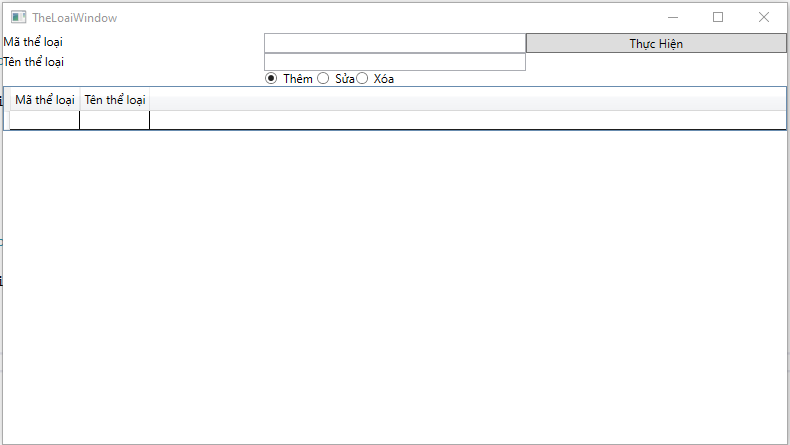 TheLoaiWindow
Mã thể loại
Thực Hiện
Tên thể loại
Thêm Sửa Xóa
Mã thể loại Tên thể loại